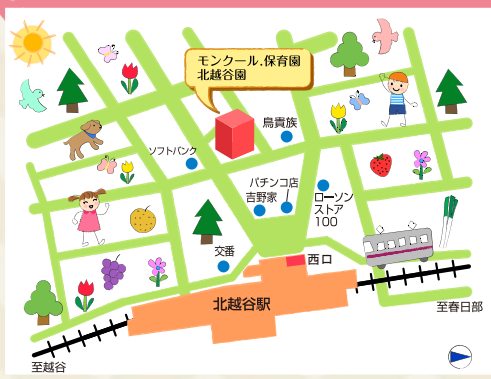 モンクール.保育園
北越谷園
鳥貴族
ソフトバンク
パチンコ店
吉野家
ローソン
ストア
100
交番
西口
北越谷駅
至春日部
至越谷